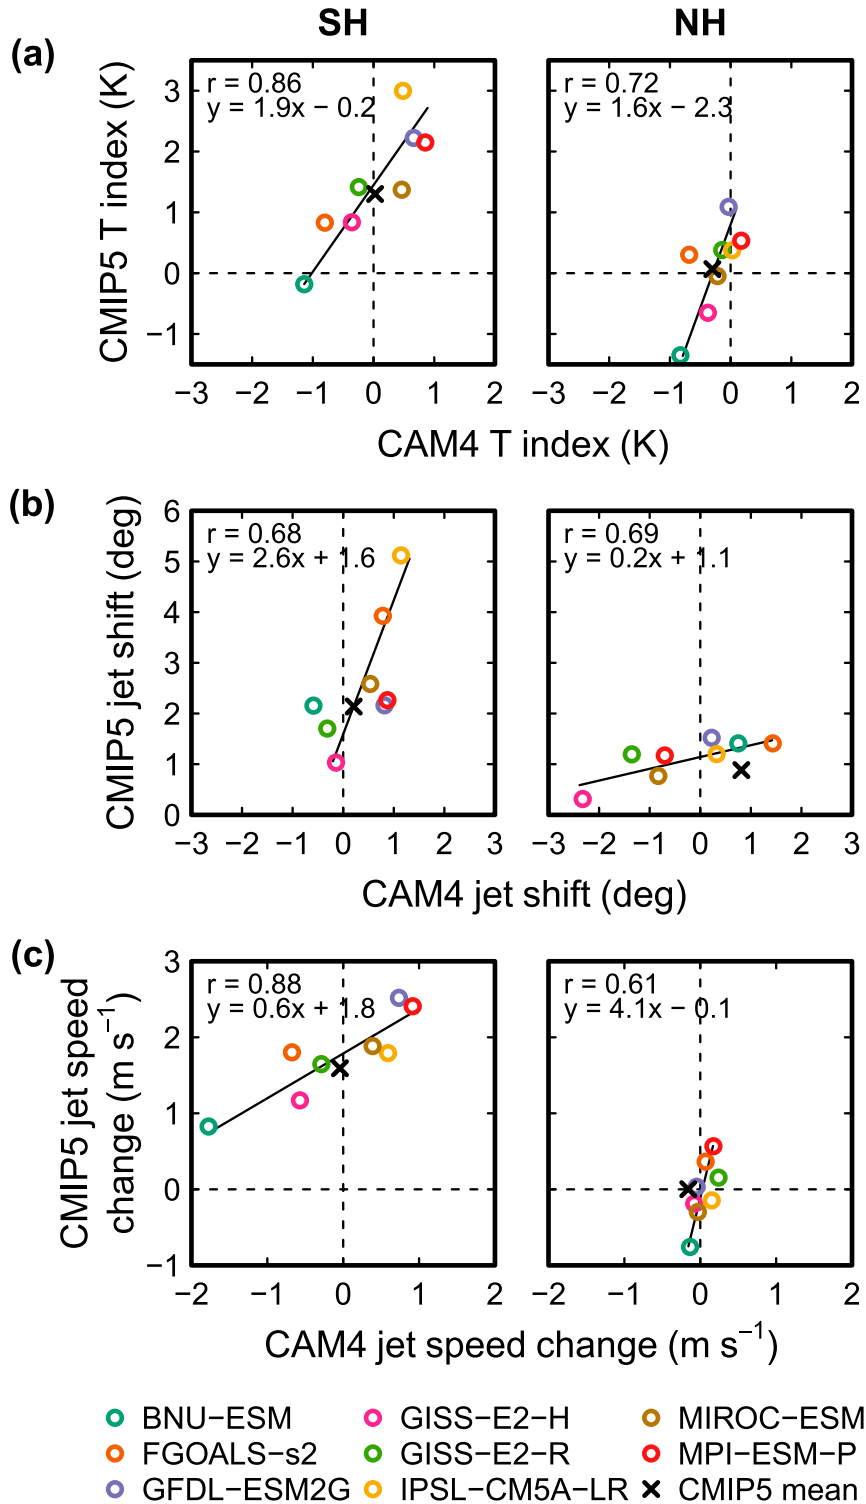 SH NH
(a)
r = 0.86
y = 1.9x − 0.2
r = 0.72
y = 1.6x − 2.3
CMIP5 T index (K)
3
2
1
0
−1
−3 −2 −1 0 1 2 −3 −2 −1 0 1 2
CAM4 T index (K)
(b)
r = 0.68
y = 2.6x + 1.6
r = 0.69
y = 0.2x + 1.1
CMIP5 jet shift (deg)
6
5
4
3
2
1
0
−3 −2 −1 0 1 2 3 −3 −2 −1 0 1 2 3
CAM4 jet shift (deg)
(c)
r = 0.88
y = 0.6x + 1.8
r = 0.61
y = 4.1x − 0.1
CMIP5 jet speed
change (m s⁻¹)
3
2
1
0
−1
−2 −1 0 1 2 −2 −1 0 1 2
CAM4 jet speed change (m s⁻¹)
BNU−ESM GISS−E2−H MIROC−ESM
FGOALS−s2 GISS−E2−R MPI−ESM−P
GFDL−ESM2G IPSL−CM5A−LR CMIP5 mean